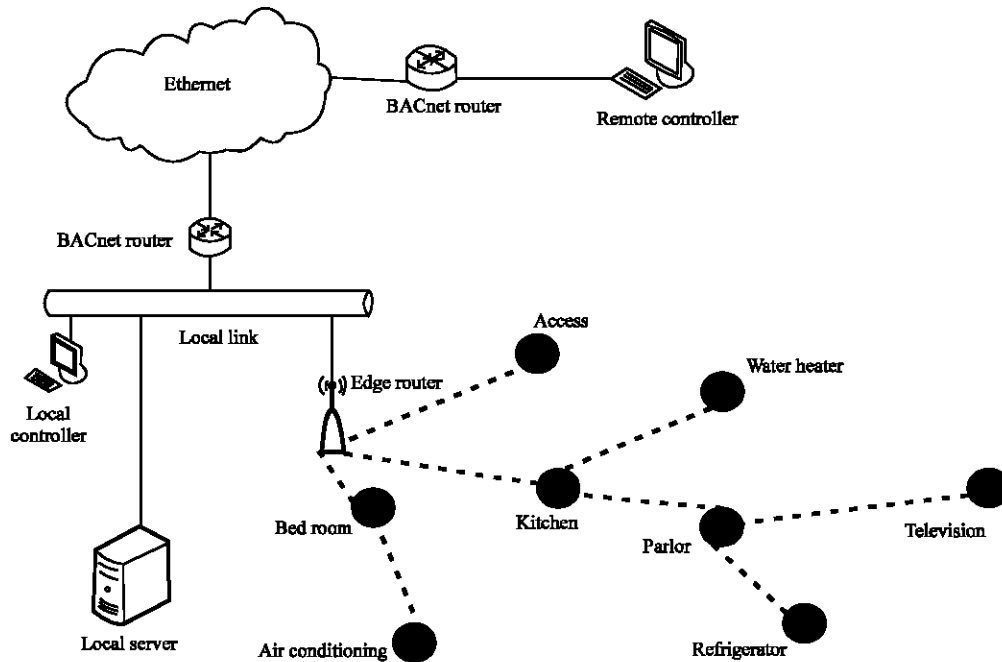 Ethernet
BACnet router
Remote controller
BACnet router
Local link
Access
Water heater
Edge router
Local
controller
Bed room
Kitchen
Parlor
Television
Local server
Air conditioning
Refrigerator